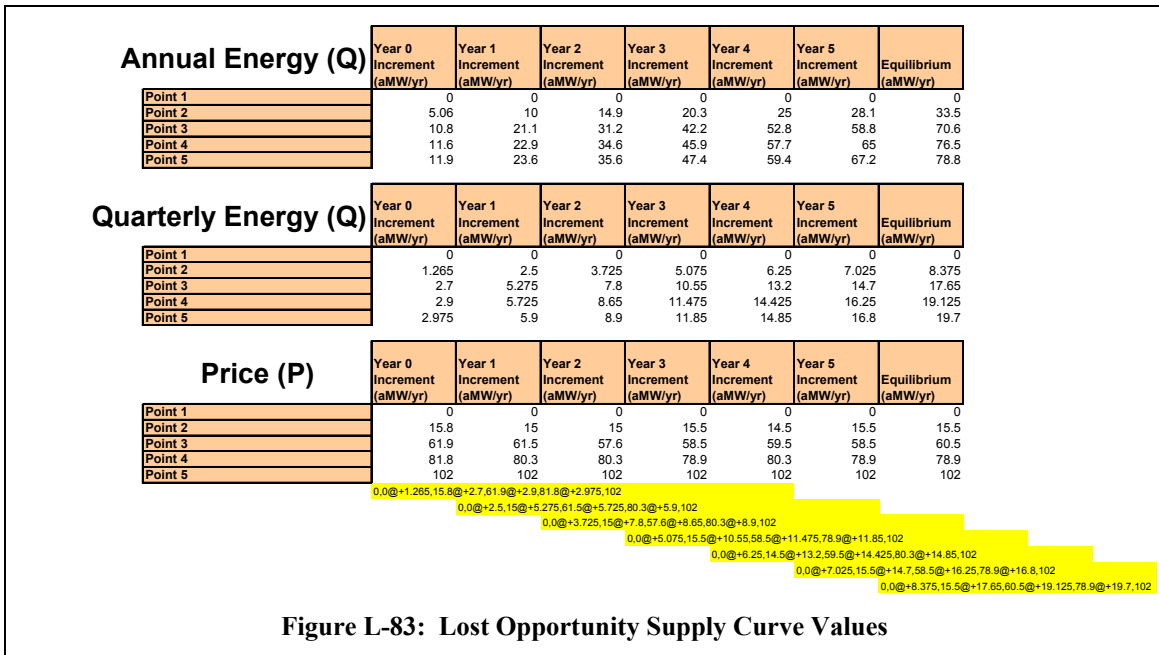 Annual Energy (Q) Year 0 Increment (aMW/yr) Year 1 Increment (aMW/yr) Year 2 Increment (aMW/yr) Year 3 Increment (aMW/yr) Year 4 Increment (aMW/yr) Year 5 Increment (aMW/yr) Equilibrium (aMW/yr)
Point 1 0 0 0 0 0 0 0
Point 2 5.06 10 14.9 20.3 25 28.1 33.5
Point 3 10.8 21.1 31.2 42.2 52.8 58.8 70.6
Point 4 11.6 22.9 34.6 45.9 57.7 65 76.5
Point 5 11.9 23.6 35.6 47.4 59.4 67.2 78.8
Quarterly Energy (Q) Year 0 Increment (aMW/yr) Year 1 Increment (aMW/yr) Year 2 Increment (aMW/yr) Year 3 Increment (aMW/yr) Year 4 Increment (aMW/yr) Year 5 Increment (aMW/yr) Equilibrium (aMW/yr)
Point 1 0 0 0 0 0 0 0
Point 2 1.265 2.5 3.725 5.075 6.25 7.025 8.375
Point 3 2.7 5.275 7.8 10.55 13.2 14.7 17.65
Point 4 2.9 5.725 8.65 11.475 14.425 16.25 19.125
Point 5 2.975 5.9 8.9 11.85 14.85 16.8 19.7
Price (P) Year 0 Increment (aMW/yr) Year 1 Increment (aMW/yr) Year 2 Increment (aMW/yr) Year 3 Increment (aMW/yr) Year 4 Increment (aMW/yr) Year 5 Increment (aMW/yr) Equilibrium (aMW/yr)
Point 1 0 0 0 0 0 0 0
Point 2 15.8 15 15 15.5 14.5 15.5 15.5
Point 3 61.9 61.5 57.6 58.5 59.5 58.5 60.5
Point 4 81.8 80.3 80.3 78.9 80.3 78.9 78.9
Point 5 102 102 102 102 102 102 102
0,0@+1.265,15.8@+2.7,61.9@+2.9,81.8@+2.975,102
0,0@+2.5,15@+5.275,61.5@+5.725,80.3@+5.9,102
0,0@+3.725,15@+7.8,57.6@+8.65,80.3@+8.9,102
0,0@+5.075,15.5@+10.55,58.5@+11.475,78.9@+11.85,102
0,0@+6.25,14.5@+13.2,59.5@+14.425,80.3@+14.85,102
0,0@+7.025,15.5@+14.7,58.5@+16.25,78.9@+16.8,102
0,0@+8.375,15.5@+17.65,60.5@+19.125,78.9@+19.7,102
Figure L-83: Lost Opportunity Supply Curve Values